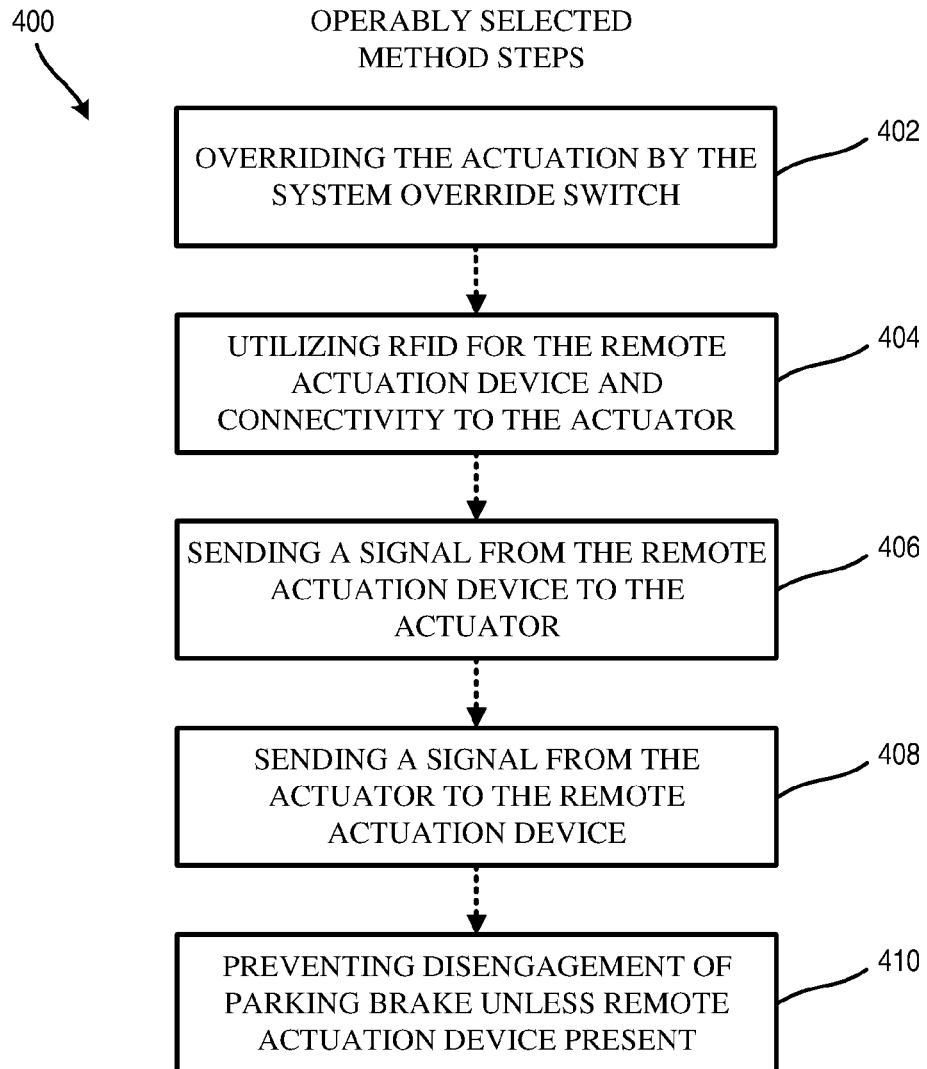 400
OPERABLY SELECTED
METHOD STEPS
402
OVERRIDING THE ACTUATION BY THE
SYSTEM OVERRIDE SWITCH
404
UTILIZING RFID FOR THE REMOTE
ACTUATION DEVICE AND
CONNECTIVITY TO THE ACTUATOR
406
SENDING A SIGNAL FROM THE REMOTE
ACTUATION DEVICE TO THE
ACTUATOR
408
SENDING A SIGNAL FROM THE
ACTUATOR TO THE REMOTE
ACTUATION DEVICE
410
PREVENTING DISENGAGEMENT OF
PARKING BRAKE UNLESS REMOTE
ACTUATION DEVICE PRESENT